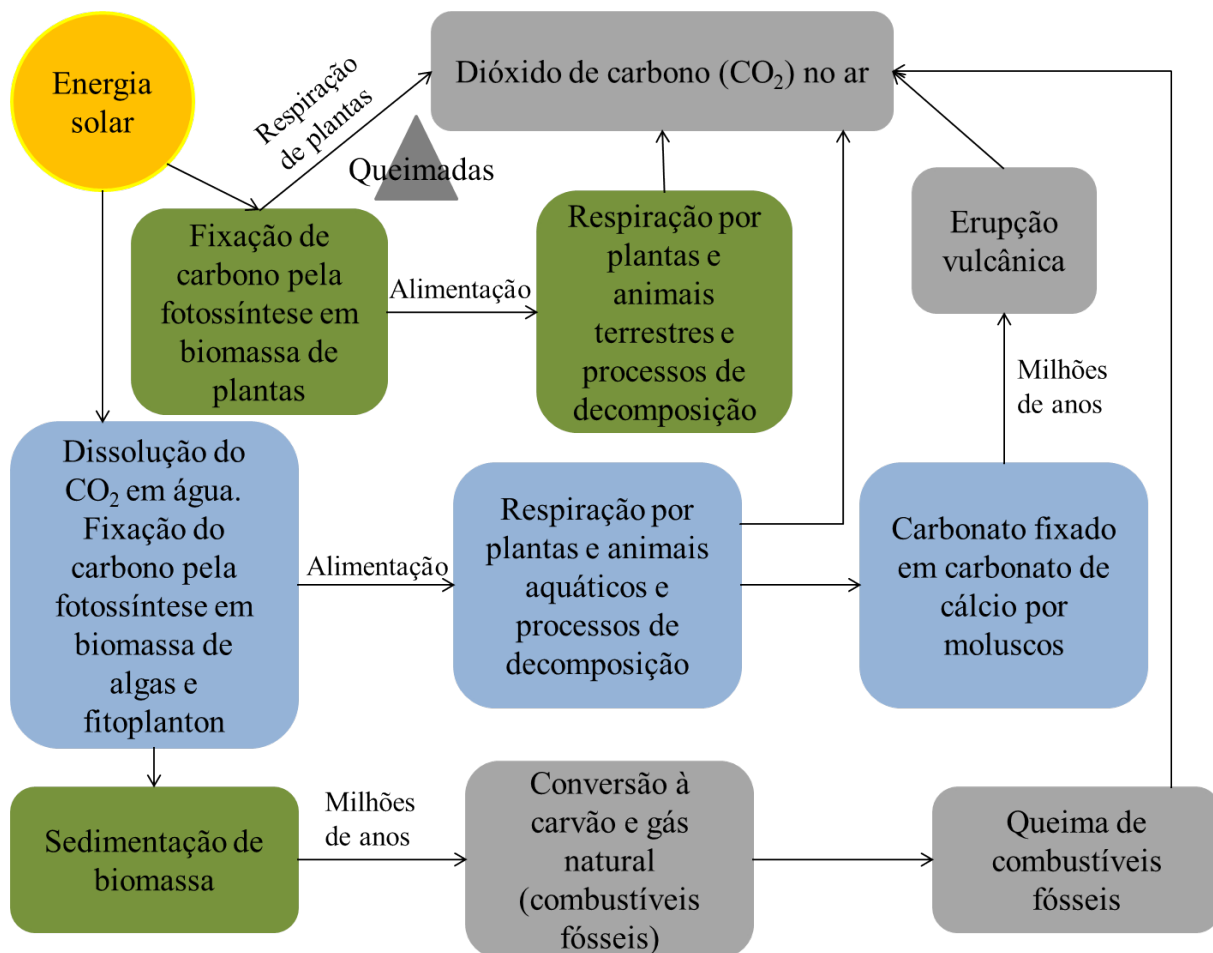 Energia
solar
Respiração
de plantas
Dióxido de carbono (CO₂) no ar
Queimadas
Fixação de
carbono pela
fotossíntese em
biomassa de
plantas
Alimentação
Respiração por
plantas e
animais
terrestres e
processos de
decomposição
Erupção
vulcânica
Milhões
de anos
Dissolução do
CO₂ em água.
Fixação do
carbono pela
fotossíntese em
biomassa de
algas e
fitoplanton
Alimentação
Respiração por
plantas e animais
aquáticos e
processos de
decomposição
Carbonato fixado
em carbonato de
cálcio por
moluscos
Sedimentação de
biomassa
Milhões
de anos
Conversão à
carvão e gás
natural
(combustíveis
fósseis)
Queima de
combustíveis
fósseis